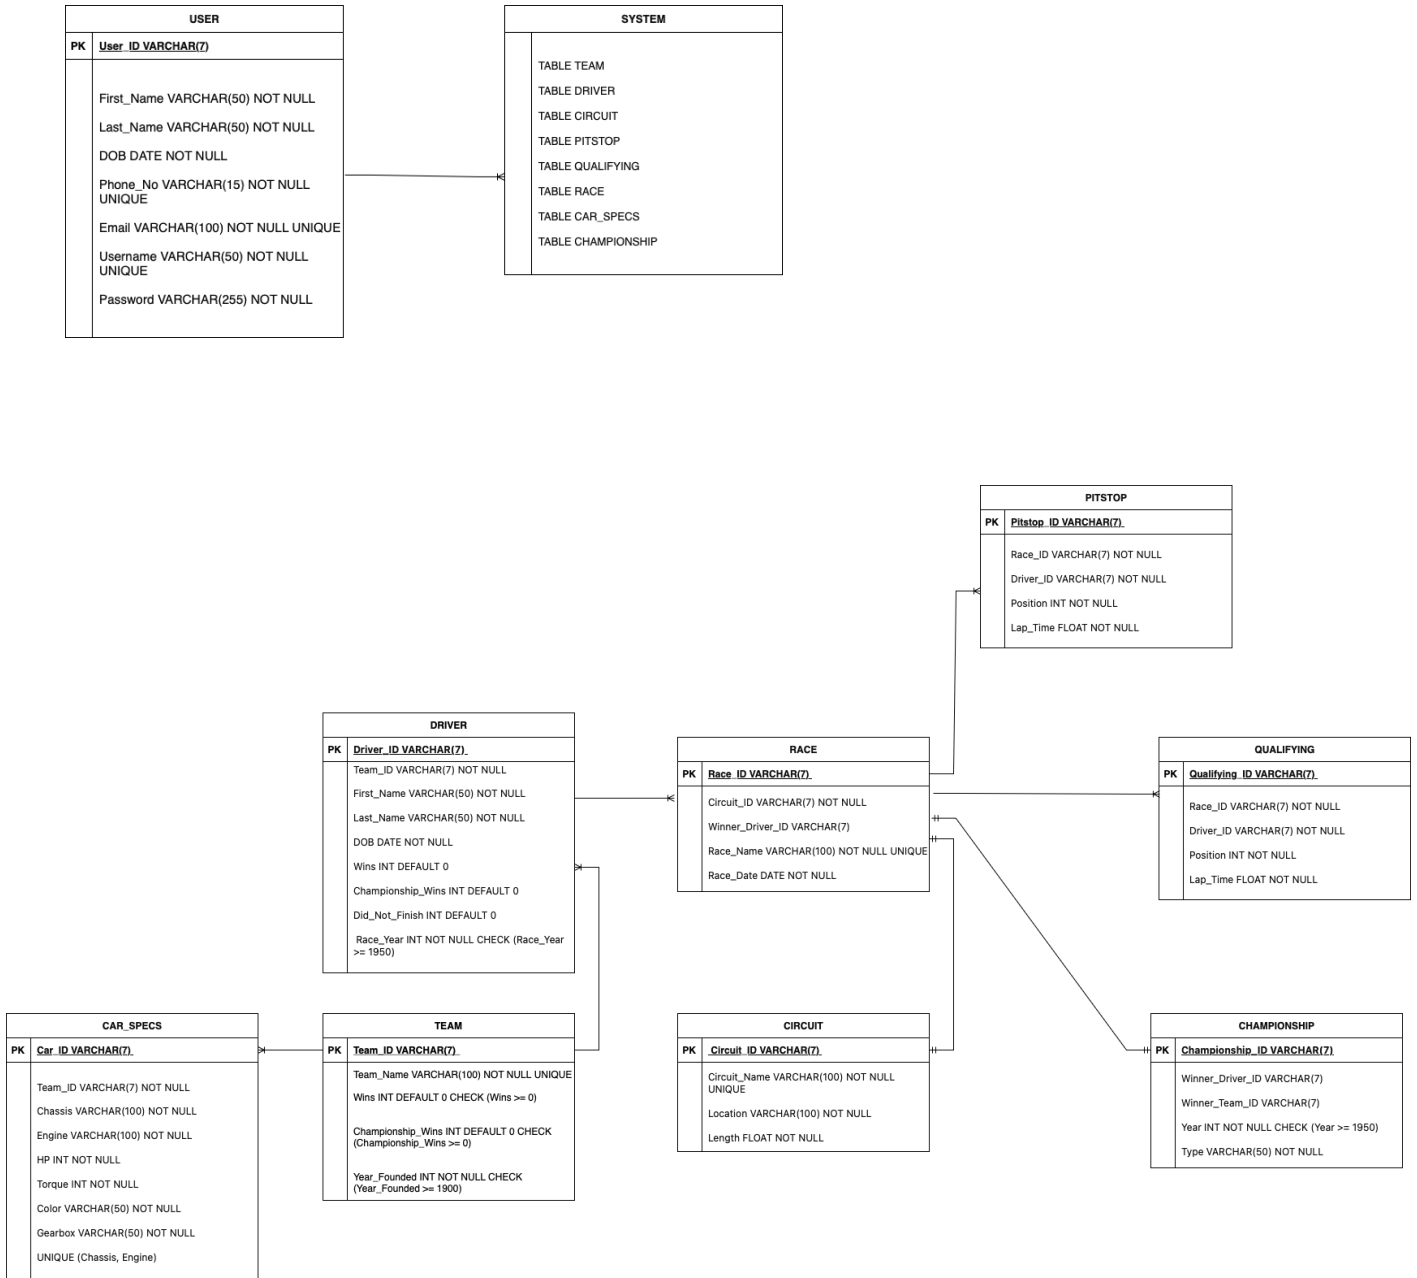 USER
PK User_ID VARCHAR(7)
First_Name VARCHAR(50) NOT NULL
Last_Name VARCHAR(50) NOT NULL
DOB DATE NOT NULL
Phone_No VARCHAR(15) NOT NULL
UNIQUE
Email VARCHAR(100) NOT NULL UNIQUE
Username VARCHAR(50) NOT NULL
UNIQUE
Password VARCHAR(255) NOT NULL
SYSTEM
TABLE TEAM
TABLE DRIVER
TABLE CIRCUIT
TABLE PITSTOP
TABLE QUALIFYING
TABLE RACE
TABLE CAR_SPECS
TABLE CHAMPIONSHIP
PITSTOP
PK Pitstop_ID VARCHAR(7)
Race_ID VARCHAR(7) NOT NULL
Driver_ID VARCHAR(7) NOT NULL
Position INT NOT NULL
Lap_Time FLOAT NOT NULL
DRIVER
PK Driver_ID VARCHAR(7)
Team_ID VARCHAR(7) NOT NULL
First_Name VARCHAR(50) NOT NULL
Last_Name VARCHAR(50) NOT NULL
DOB DATE NOT NULL
Wins INT DEFAULT 0
Championship_Wins INT DEFAULT 0
Did_Not_Finish INT DEFAULT 0
Race_Year INT NOT NULL CHECK (Race_Year
>= 1950)
RACE
PK Race_ID VARCHAR(7)
Circuit_ID VARCHAR(7) NOT NULL
Winner_Driver_ID VARCHAR(7)
Race_Name VARCHAR(100) NOT NULL UNIQUE
Race_Date DATE NOT NULL
QUALIFYING
PK Qualifying_ID VARCHAR(7)
Race_ID VARCHAR(7) NOT NULL
Driver_ID VARCHAR(7) NOT NULL
Position INT NOT NULL
Lap_Time FLOAT NOT NULL
CAR_SPECS
PK Car_ID VARCHAR(7)
Team_ID VARCHAR(7) NOT NULL
Chassis VARCHAR(100) NOT NULL
Engine VARCHAR(100) NOT NULL
HP INT NOT NULL
Torque INT NOT NULL
Color VARCHAR(50) NOT NULL
Gearbox VARCHAR(50) NOT NULL
UNIQUE (Chassis, Engine)
TEAM
PK Team_ID VARCHAR(7)
Team_Name VARCHAR(100) NOT NULL UNIQUE
Wins INT DEFAULT 0 CHECK (Wins >= 0)
Championship_Wins INT DEFAULT 0 CHECK
(Championship_Wins >= 0)
Year_Founded INT NOT NULL CHECK
(Year_Founded >= 1900)
CIRCUIT
PK Circuit_ID VARCHAR(7)
Circuit_Name VARCHAR(100) NOT NULL
UNIQUE
Location VARCHAR(100) NOT NULL
Length FLOAT NOT NULL
CHAMPIONSHIP
PK Championship_ID VARCHAR(7)
Winner_Driver_ID VARCHAR(7)
Winner_Team_ID VARCHAR(7)
Year INT NOT NULL CHECK (Year >= 1950)
Type VARCHAR(50) NOT NULL